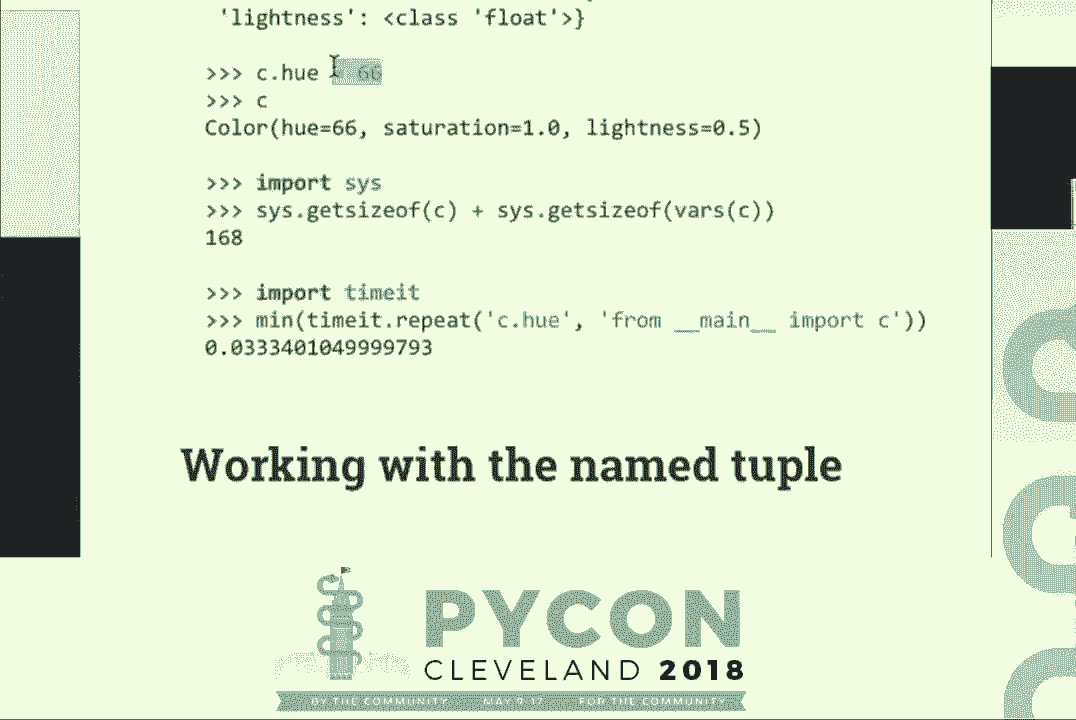 'lightness': <class 'float'>}
>>> c.hue = 66
>>> c
Color(hue=66, saturation=1.0, lightness=0.5)
>>> import sys
>>> sys.getsizeof(c) + sys.getsizeof(vars(c))
168
>>> import timeit
>>> min(timeit.repeat('c.hue', 'from __main__ import c'))
0.0333401049999793
Working with the named tuple
PYCON
CLEVELAND 2018
BY THE COMMUNITY MAY 9-17 FOR THE COMMUNITY